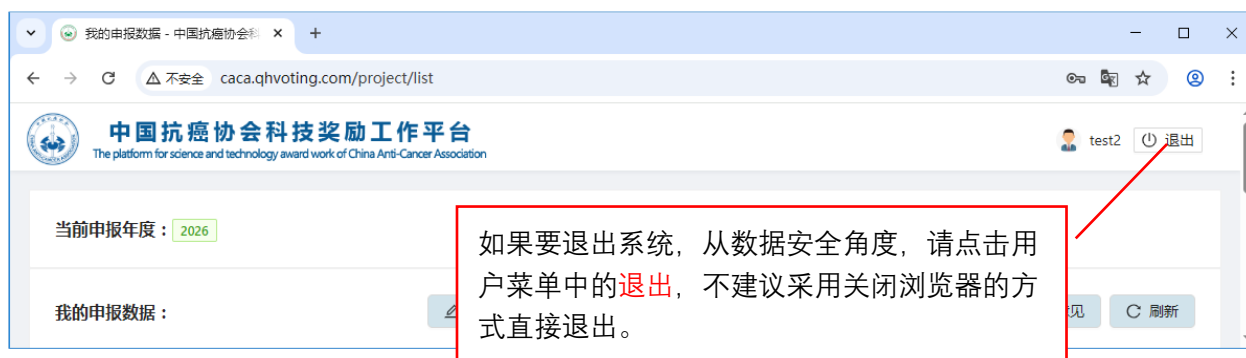 我的申报数据 - 中国抗癌协会科
不安全 caca.qhvoting.com/project/list
中国抗癌协会科技奖励工作平台
The platform for science and technology award work of China Anti-Cancer Association
test2 退出
当前申报年度：2026
如果要退出系统，从数据安全角度，请点击用
户菜单中的退出，不建议采用关闭浏览器的方
式直接退出。
我的申报数据：
见 刷新